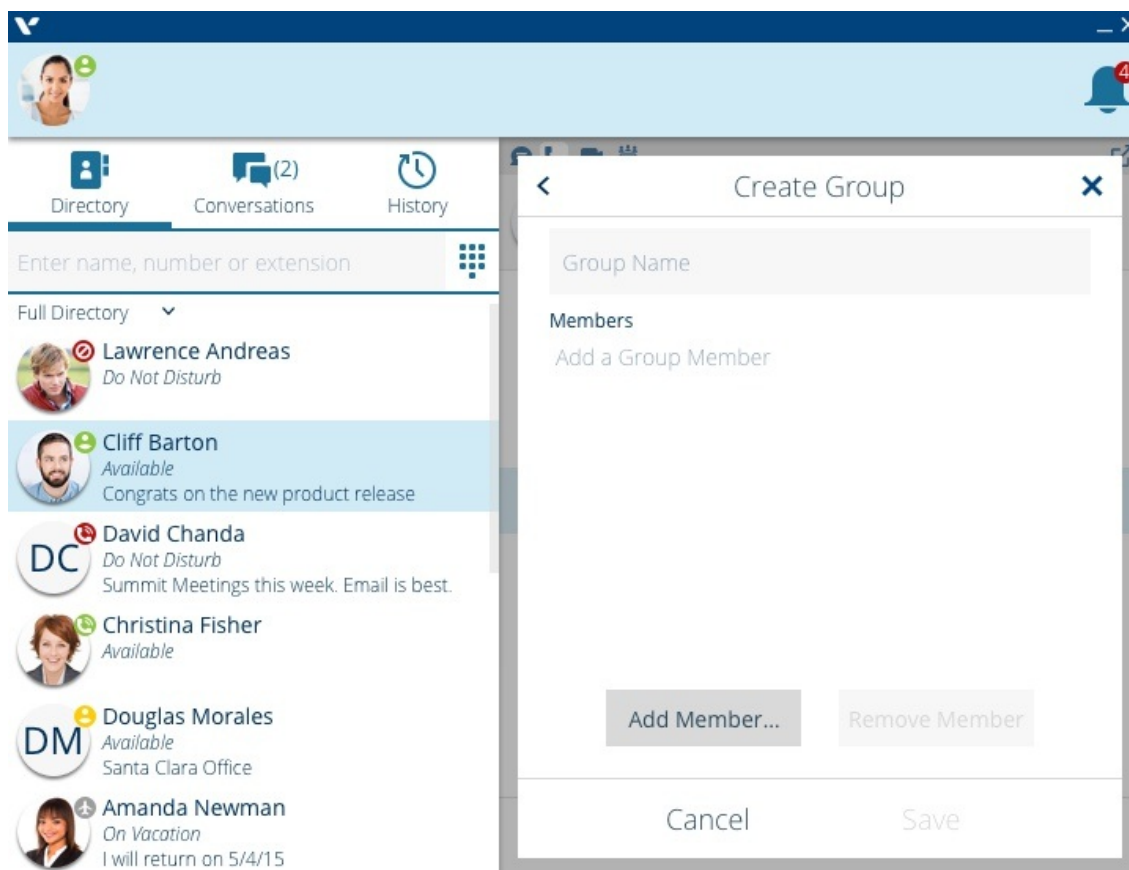 4
Directory
(2)
Conversations
History
Enter name, number or extension
Full Directory
Lawrence Andreas
Do Not Disturb
Cliff Barton
Available
Congrats on the new product release
DC
David Chanda
Do Not Disturb
Summit Meetings this week. Email is best.
Christina Fisher
Available
DM
Douglas Morales
Available
Santa Clara Office
Amanda Newman
On Vacation
I will return on 5/4/15
Create Group
Group Name
Members
Add a Group Member
Add Member...
Remove Member
Cancel
Save